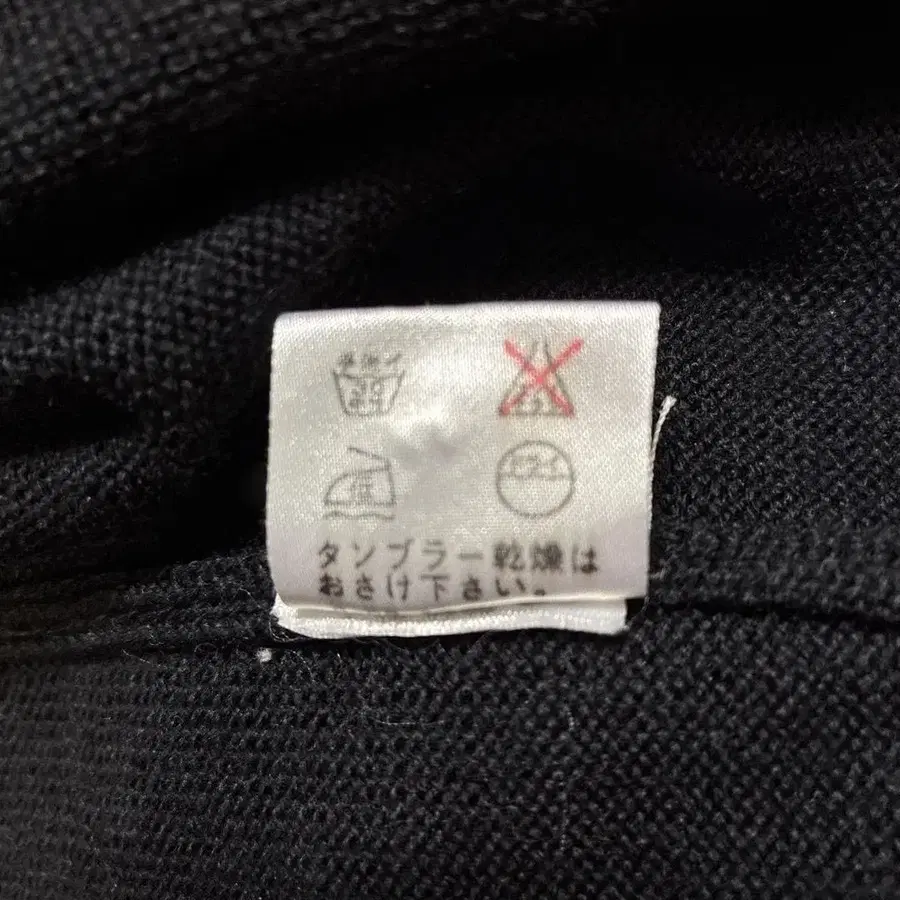 手洗イ
30
中
ドライ
タンブラー乾燥は
おさけ下さい。